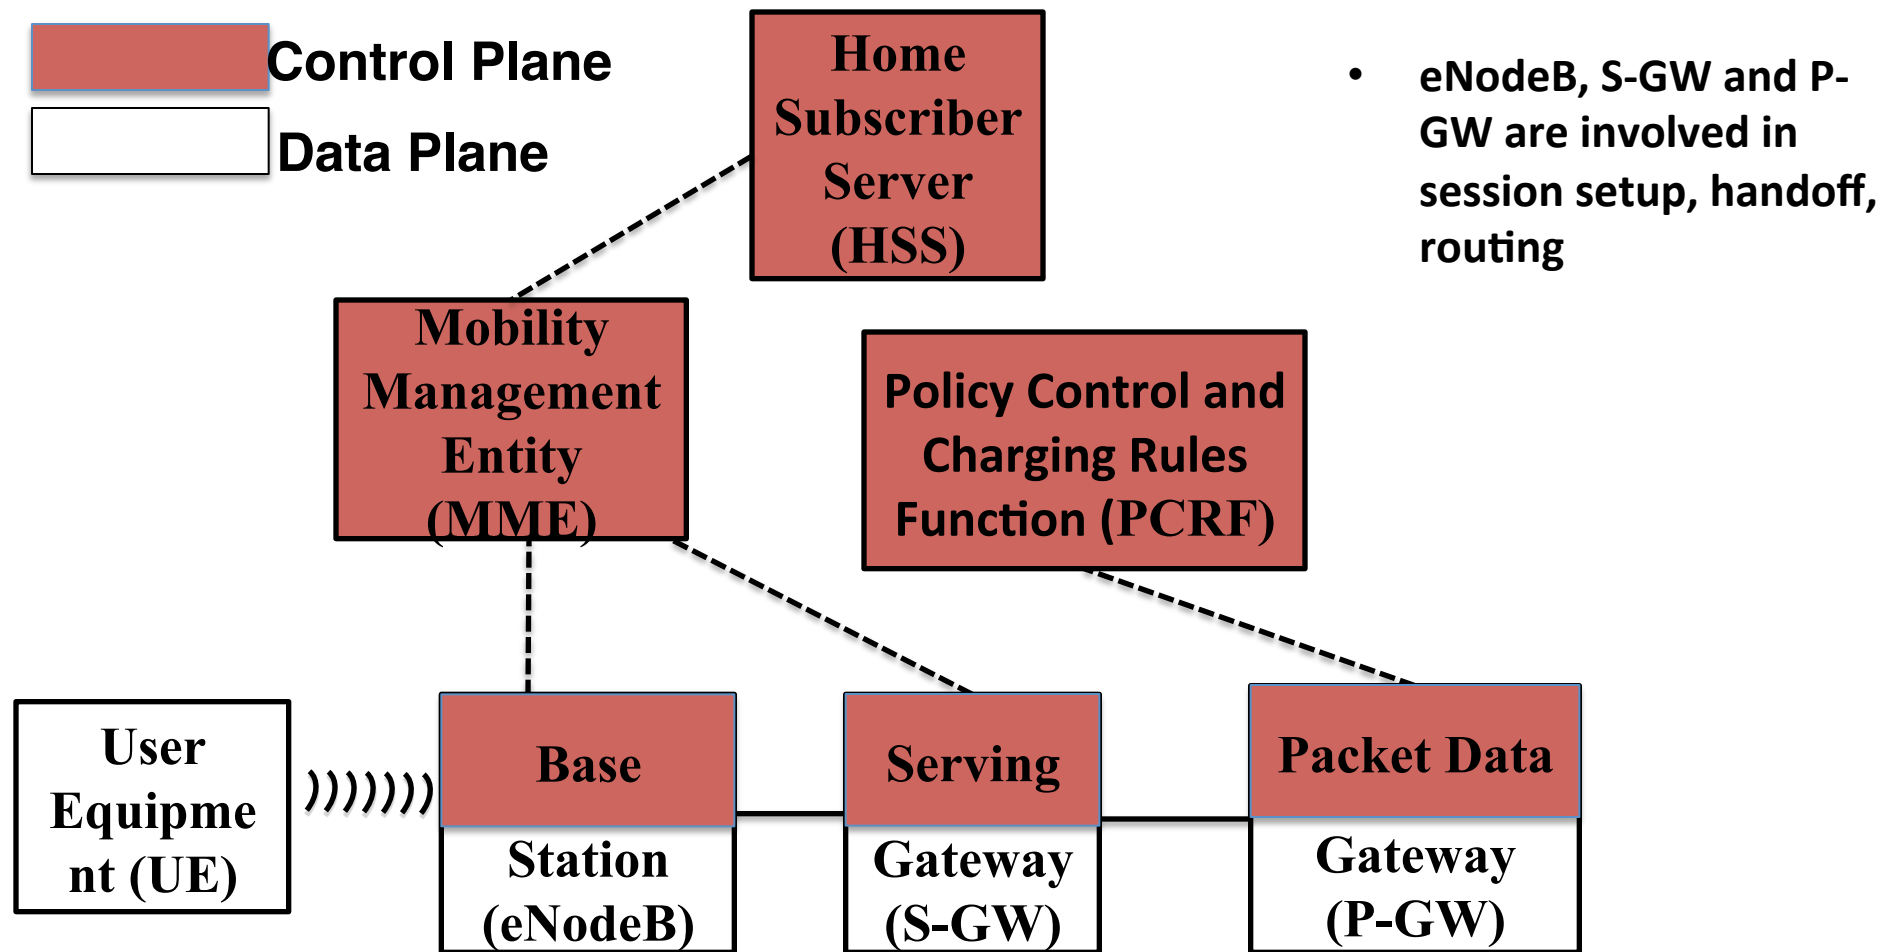 Control Plane
Data Plane
Home
Subscriber
Server
(HSS)
• eNodeB, S-GW and P-
GW are involved in
session setup, handoff,
routing
Mobility
Management
Entity
(MME)
Policy Control and
Charging Rules
Function (PCRF)
User
Equipme
nt (UE)
Base
Station
(eNodeB)
Serving
Gateway
(S-GW)
Packet Data
Gateway
(P-GW)